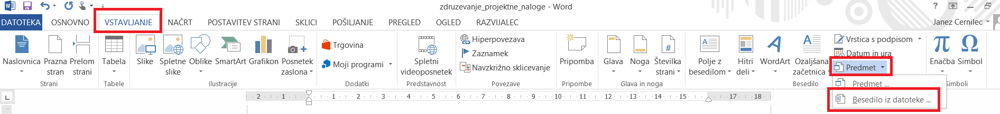 zdruzevanje_projektne_naloge - Word
DATOTEKA OSNOVNO VSTAVLJANJE NAČRT POSTAVITEV STRANI SKLICI POŠILJANJE PREGLED OGLED RAZVIJALEC Janez Cernilec
Naslovnica
Prazna stran
Prelom strani
Strani
Tabela
Tabele
Slike
Spletne slike
Oblike
SmartArt
Grafikon
Posnetek zaslona
Ilustracije
Trgovina
Moji programi
Dodatki
Spletni videoposnetek
Predstavnost
Hiperpovezava
Zaznamek
Navzkrižno sklicevanje
Povezave
Pripomba
Pripombe
Glava
Noga
Številka strani
Glava in noga
Polje z besedilom
Hitri deli
WordArt
Ozaljšana začetnica
Vrstica s podpisom
Datum in ura
Predmet
Besedilo
Enačba
Simbol
Simboli
Predmet ...
Besedilo iz datoteke ...
2 1 1 2 3 4 5 6 7 8 9 10 11 12 13 14 15 17 18